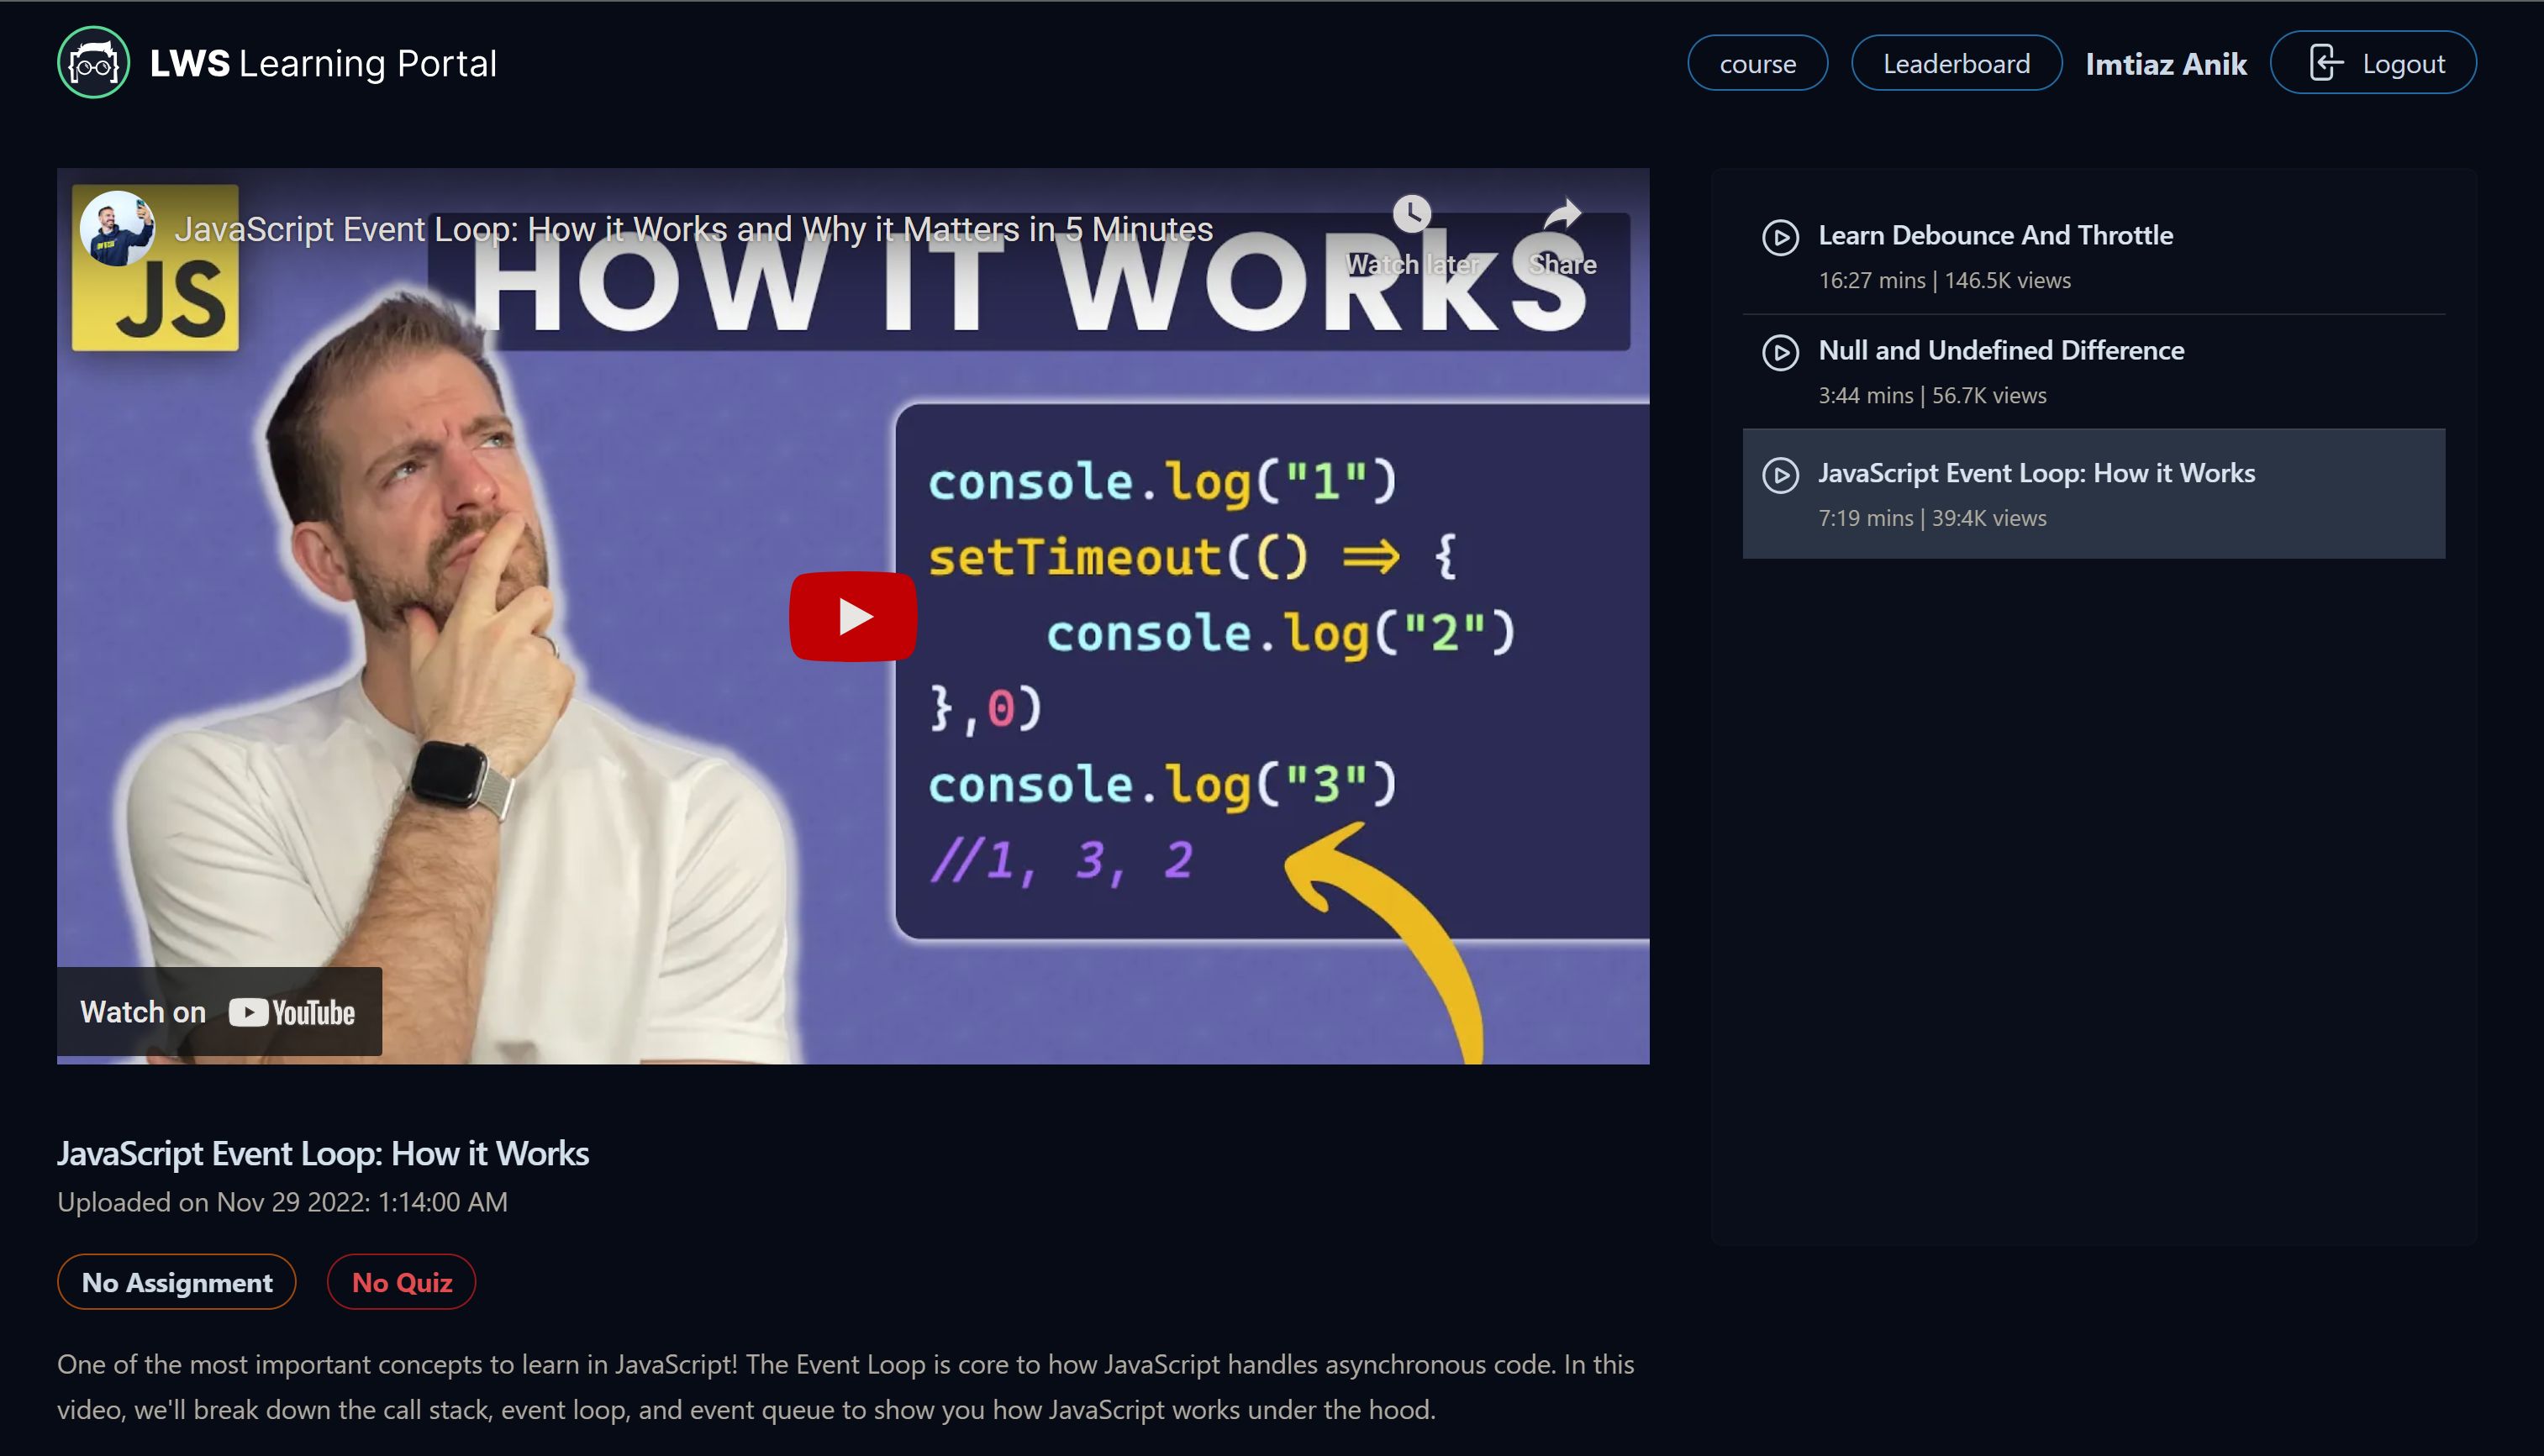 LWS Learning Portal
course
Leaderboard
Imtiaz Anik
Logout
JavaScript Event Loop: How it Works and Why it Matters in 5 Minutes
Watch later
Share
JS
HOW IT WORkS
console.log("1")
setTimeout(() => {
console.log("2")
},0)
console.log("3")
//1, 3, 2
Watch on YouTube
Learn Debounce And Throttle
16:27 mins | 146.5K views
Null and Undefined Difference
3:44 mins | 56.7K views
JavaScript Event Loop: How it Works
7:19 mins | 39:4K views
JavaScript Event Loop: How it Works
Uploaded on Nov 29 2022: 1:14:00 AM
No Assignment
No Quiz
One of the most important concepts to learn in JavaScript! The Event Loop is core to how JavaScript handles asynchronous code. In this
video, we'll break down the call stack, event loop, and event queue to show you how JavaScript works under the hood.